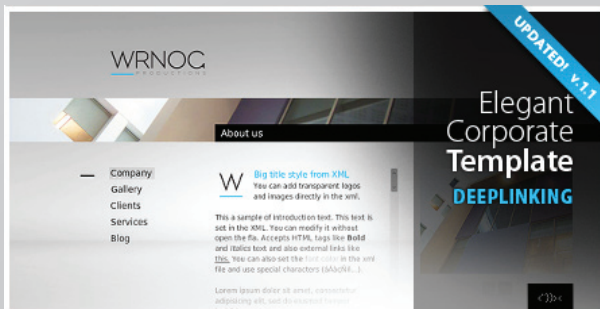 UPDATED! v.1.1
WRNOG
PRODUCTIONS
Elegant
Corporate
Template
DEEPLINKING
About us
Company
Gallery
Clients
Services
Blog
W
Big title style from XML
You can add transparent logos
and images directly in the xml.
This a sample of introduction text. This text is
set in the XML. You can modify it without
open the fla. Accepts HTML tags like Bold
and italics text and also external links like
this. You can also set the font color in the xml
file and use special characters
Lorem ipsum dolor sit amet, consectetur
adipiscing elit, sed do eiusmod tempor